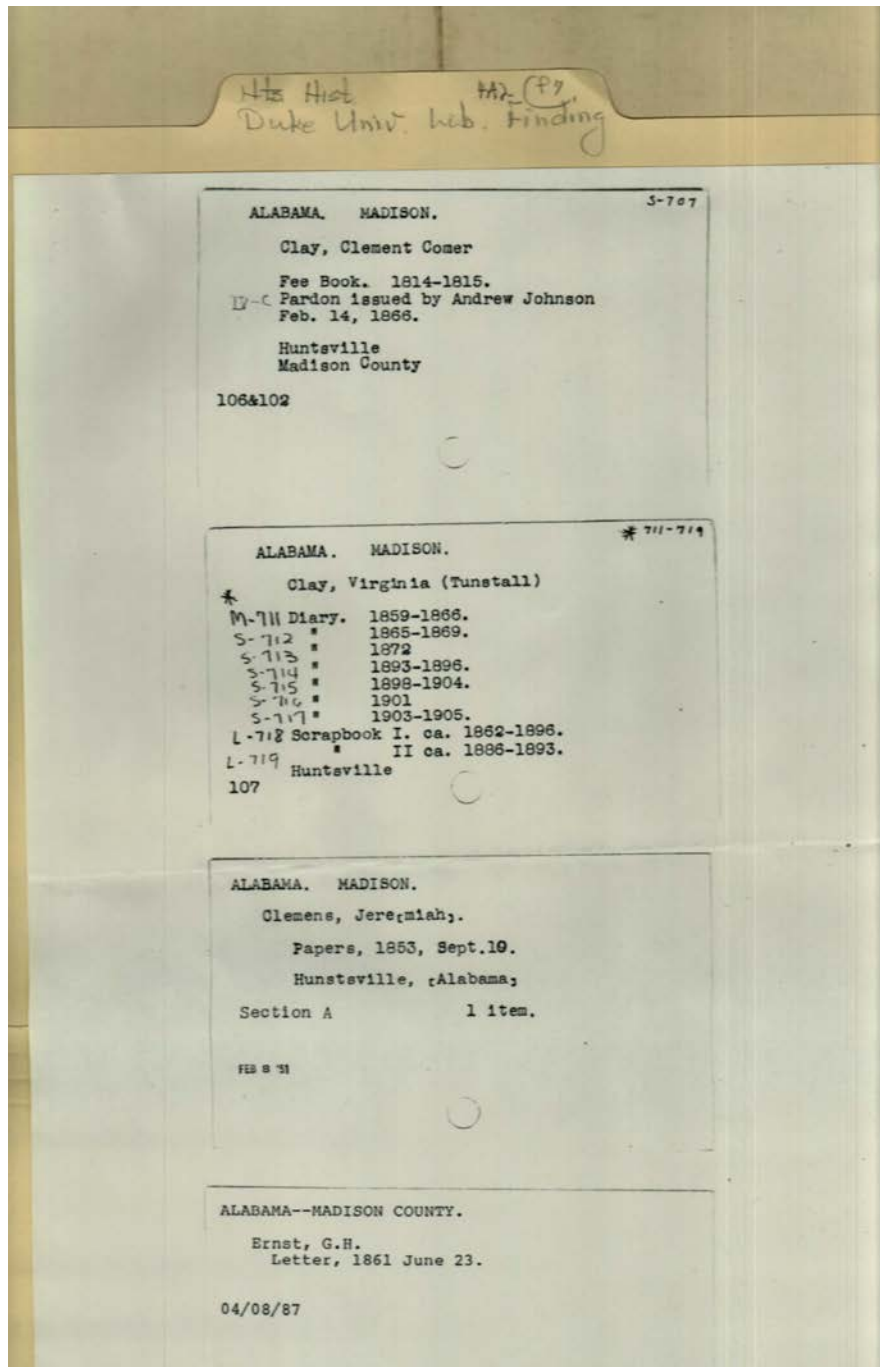 Hts Hist
Duke Univ. Lib. Finding
S-707
ALABAMA. MADISON.
Clay, Clement Comer
Fee Book. 1814-1815.
Pardon issued by Andrew Johnson
Feb. 14, 1866.
Huntsville
Madison County
106&102
* 711-719
ALABAMA. MADISON.
Clay, Virginia (Tunstall)
*
M-711 Diary. 1859-1866.
S-712 " 1865-1869.
S-713 " 1872
S-714 " 1893-1896.
S-715 " 1898-1904.
S-716 " 1901
S-717 " 1903-1905.
L-718 Scrapbook I. ca. 1862-1896.
L-719 " II ca. 1886-1893.
Huntsville
107
ALABAMA. MADISON.
Clemens, Jere[miah].
Papers, 1853, Sept.10.
Hunstsville, [Alabama]
Section A 1 item.
FEB 8 '51
ALABAMA--MADISON COUNTY.
Ernst, G.H.
Letter, 1861 June 23.
04/08/87